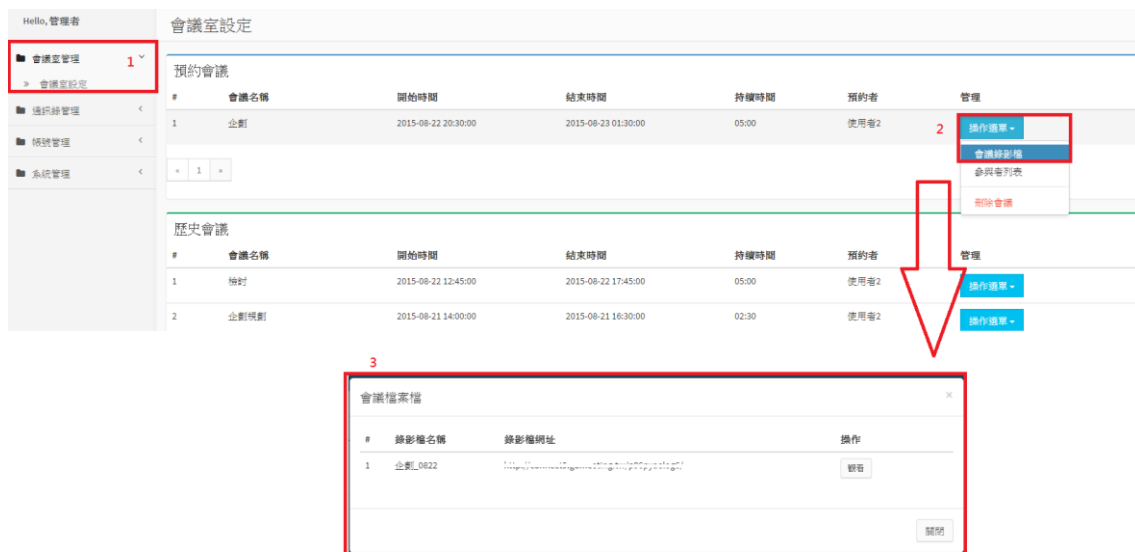 Hello,管理者
會議室設定
會議室管理
1
» 會議室設定
通訊錄管理
帳號管理
系統管理
預約會議
# 會議名稱 開始時間 結束時間 持續時間 預約者 管理
1 企劃 2015-08-22 20:30:00 2015-08-23 01:30:00 05:00 使用者2
2
操作選單
會議錄影檔
參與者列表
刪除會議
« 1 »
歷史會議
# 會議名稱 開始時間 結束時間 持續時間 預約者 管理
1 檢討 2015-08-22 12:45:00 2015-08-22 17:45:00 05:00 使用者2 操作選單
2 企劃規劃 2015-08-21 14:00:00 2015-08-21 16:30:00 02:30 使用者2 操作選單
3
會議檔案檔 ×
# 錄影檔名稱 錄影檔網址 操作
1 企劃_0822 觀看
關閉